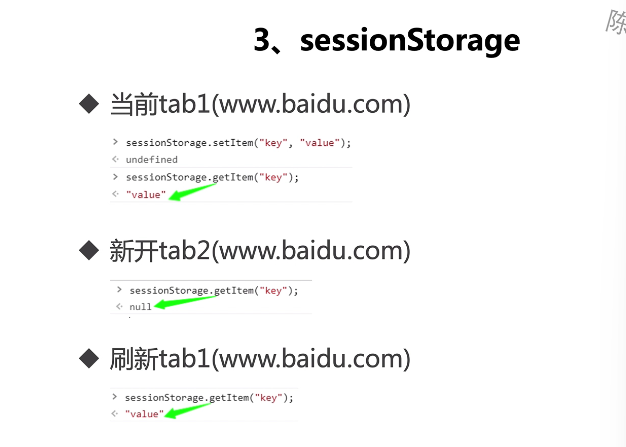 陈
3、sessionStorage
◆ 当前tab1(www.baidu.com)
> sessionStorage.setItem("key", "value");
<· undefined
> sessionStorage.getItem("key");
<· "value"
◆ 新开tab2(www.baidu.com)
> sessionStorage.getItem("key");
<· null
◆ 刷新tab1(www.baidu.com)
> sessionStorage.getItem("key");
<· "value"